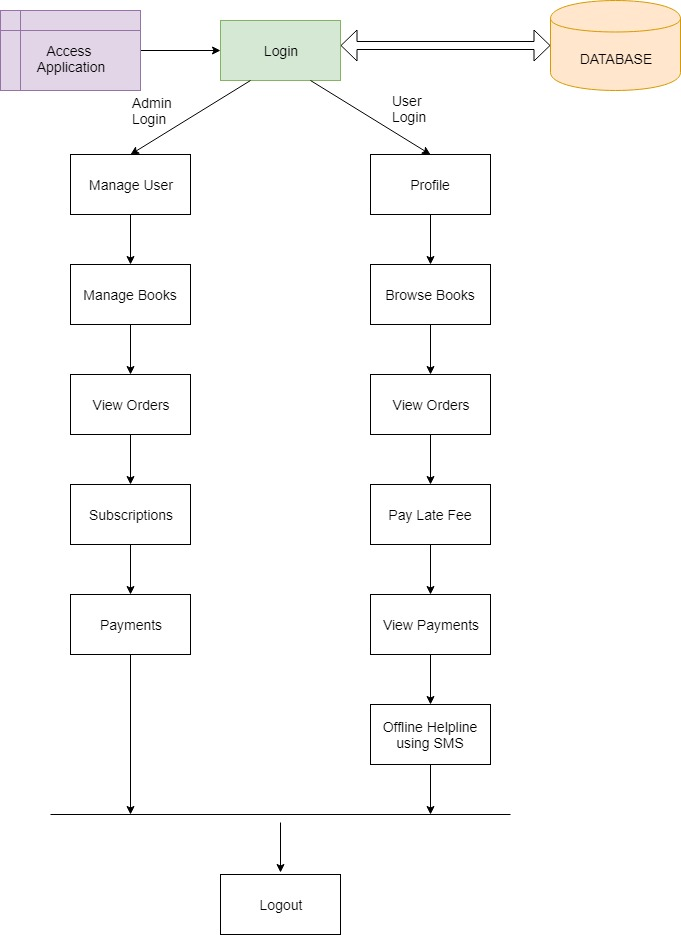 Access
Application
Login
DATABASE
Admin
Login
User
Login
Manage User
Profile
Manage Books
Browse Books
View Orders
View Orders
Subscriptions
Pay Late Fee
Payments
View Payments
Offline Helpline
using SMS
Logout